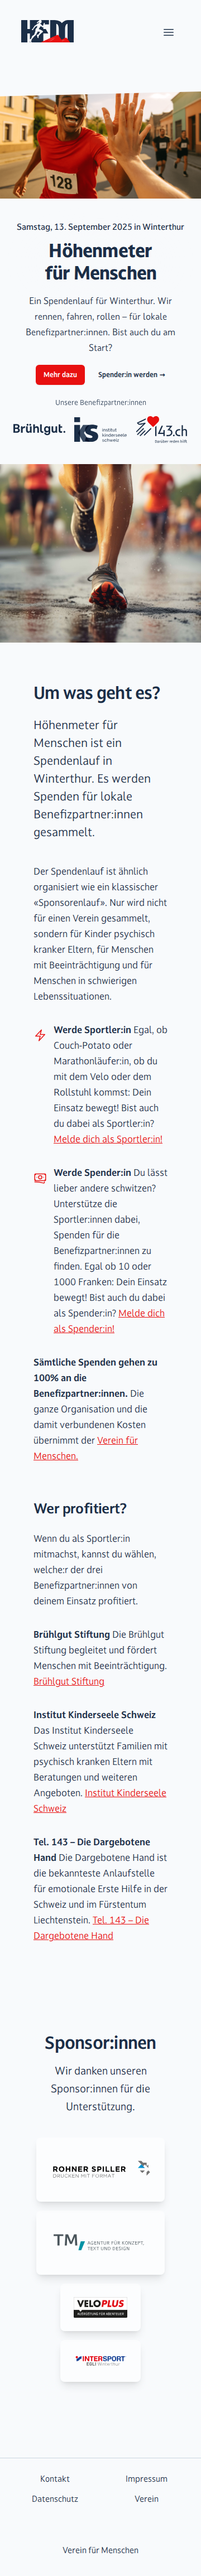 HM
128
Samstag, 13. September 2025 in Winterthur
Höhenmeter
für Menschen
Ein Spendenlauf für Winterthur. Wir
rennen, fahren, rollen – für lokale
Benefizpartner:innen. Bist auch du am
Start?
Mehr dazu
Spender:in werden →
Unsere Benefizpartner:innen
Brühlgut.
iks institut
kinderseele
schweiz
143.ch
Darüber reden hilft
Um was geht es?
Höhenmeter für
Menschen ist ein
Spendenlauf in
Winterthur. Es werden
Spenden für lokale
Benefizpartner:innen
gesammelt.
Der Spendenlauf ist ähnlich
organisiert wie ein klassischer
«Sponsorenlauf». Nur wird nicht
für einen Verein gesammelt,
sondern für Kinder psychisch
kranker Eltern, für Menschen
mit Beeinträchtigung und für
Menschen in schwierigen
Lebenssituationen.
Werde Sportler:in Egal, ob
Couch-Potato oder
Marathonläufer:in, ob du
mit dem Velo oder dem
Rollstuhl kommst: Dein
Einsatz bewegt! Bist auch
du dabei als Sportler:in?
Melde dich als Sportler:in!
Werde Spender:in Du lässt
lieber andere schwitzen?
Unterstütze die
Sportler:innen dabei,
Spenden für die
Benefizpartner:innen zu
finden. Egal ob 10 oder
1000 Franken: Dein Einsatz
bewegt! Bist auch du dabei
als Spender:in? Melde dich
als Spender:in!
Sämtliche Spenden gehen zu
100% an die
Benefizpartner:innen. Die
ganze Organisation und die
damit verbundenen Kosten
übernimmt der Verein für
Menschen.
Wer profitiert?
Wenn du als Sportler:in
mitmachst, kannst du wählen,
welche:r der drei
Benefizpartner:innen von
deinem Einsatz profitiert.
Brühlgut Stiftung Die Brühlgut
Stiftung begleitet und fördert
Menschen mit Beeinträchtigung.
Brühlgut Stiftung
Institut Kinderseele Schweiz
Das Institut Kinderseele
Schweiz unterstützt Familien mit
psychisch kranken Eltern mit
Beratungen und weiteren
Angeboten. Institut Kinderseele
Schweiz
Tel. 143 – Die Dargebotene
Hand Die Dargebotene Hand ist
die bekannteste Anlaufstelle
für emotionale Erste Hilfe in der
Schweiz und im Fürstentum
Liechtenstein. Tel. 143 – Die
Dargebotene Hand
Sponsor:innen
Wir danken unseren
Sponsor:innen für die
Unterstützung.
ROHNER SPILLER
DRUCKEN MIT FORMAT
TM AGENTUR FÜR KONZEPT,
TEXT UND DESIGN
VELOPLUS
AUSRÜSTUNG FÜR ABENTEUER
INTERSPORT
EGLI Winterthur
Kontakt
Impressum
Datenschutz
Verein
Verein für Menschen